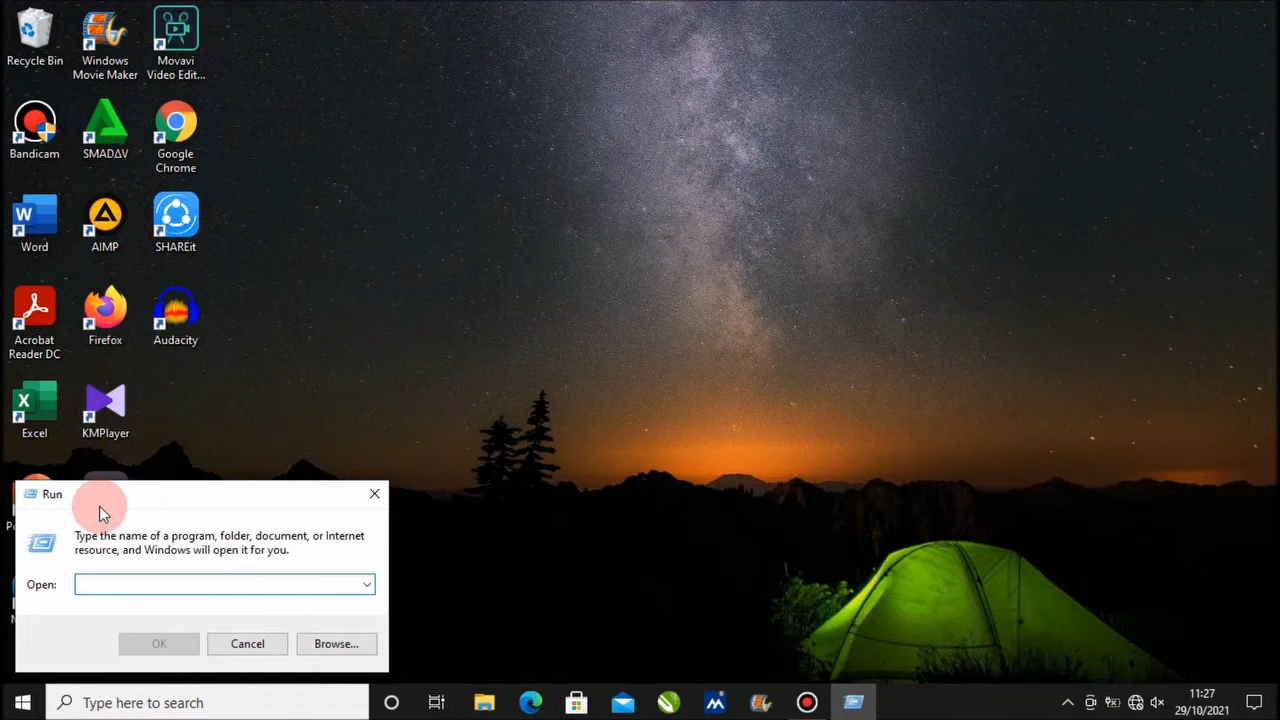 Recycle Bin
Windows
Movie Maker
Movavi
Video Edit...
Bandicam
SMADΔV
Google
Chrome
W
Word
AIMP
SHAREit
Acrobat
Reader DC
Firefox
Audacity
X
Excel
KMPlayer
Run
Type the name of a program, folder, document, or Internet
resource, and Windows will open it for you.
Open:
OK
Cancel
Browse...
Type here to search
11:27
29/10/2021